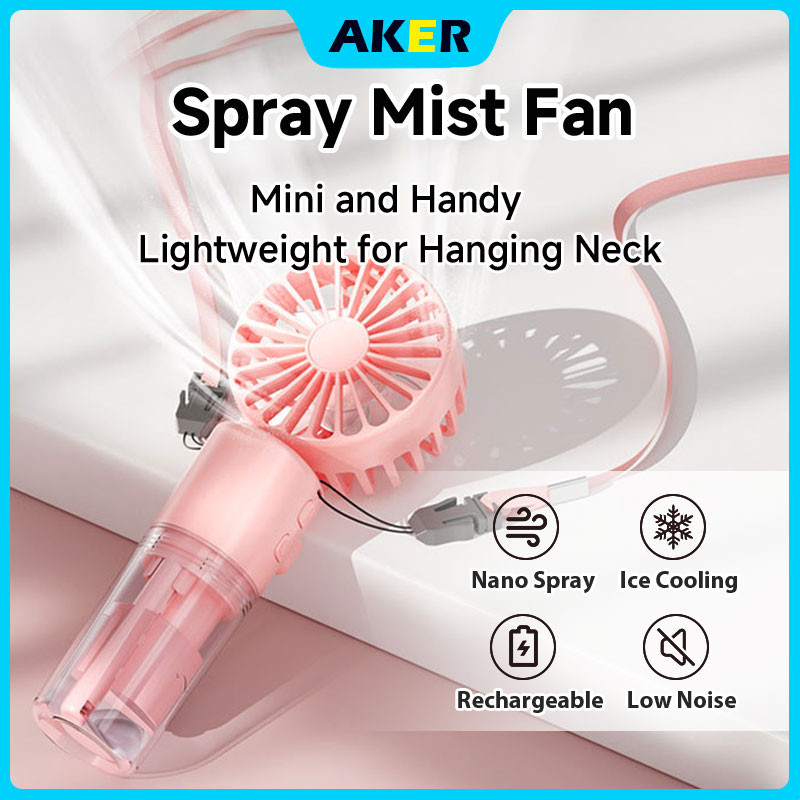 AKER
Spray Mist Fan
Mini and Handy
Lightweight for Hanging Neck
Nano Spray
Ice Cooling
Rechargeable
Low Noise